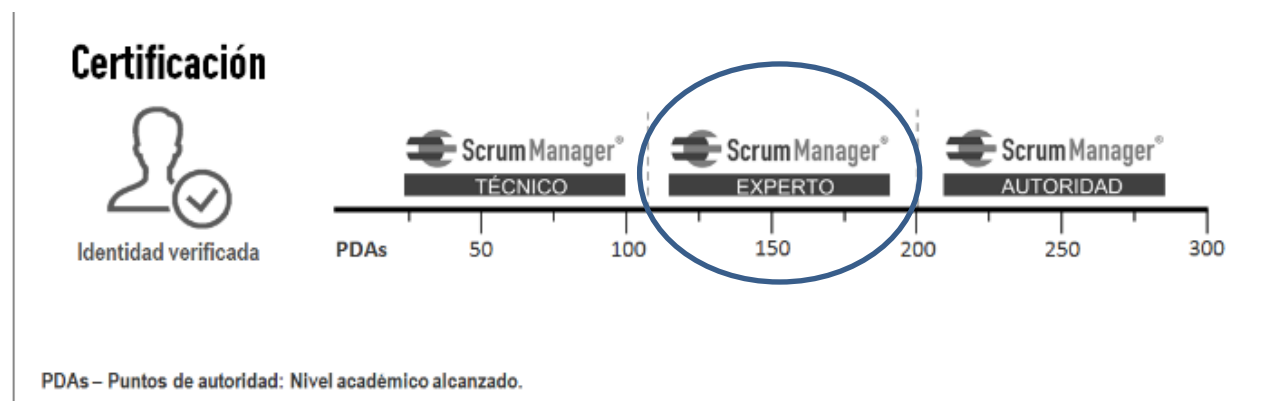 Certificación
Identidad verificada
ScrumManager®
TÉCNICO
ScrumManager®
EXPERTO
ScrumManager®
AUTORIDAD
PDAs 50 100 150 200 250 300
PDAs – Puntos de autoridad: Nivel académico alcanzado.